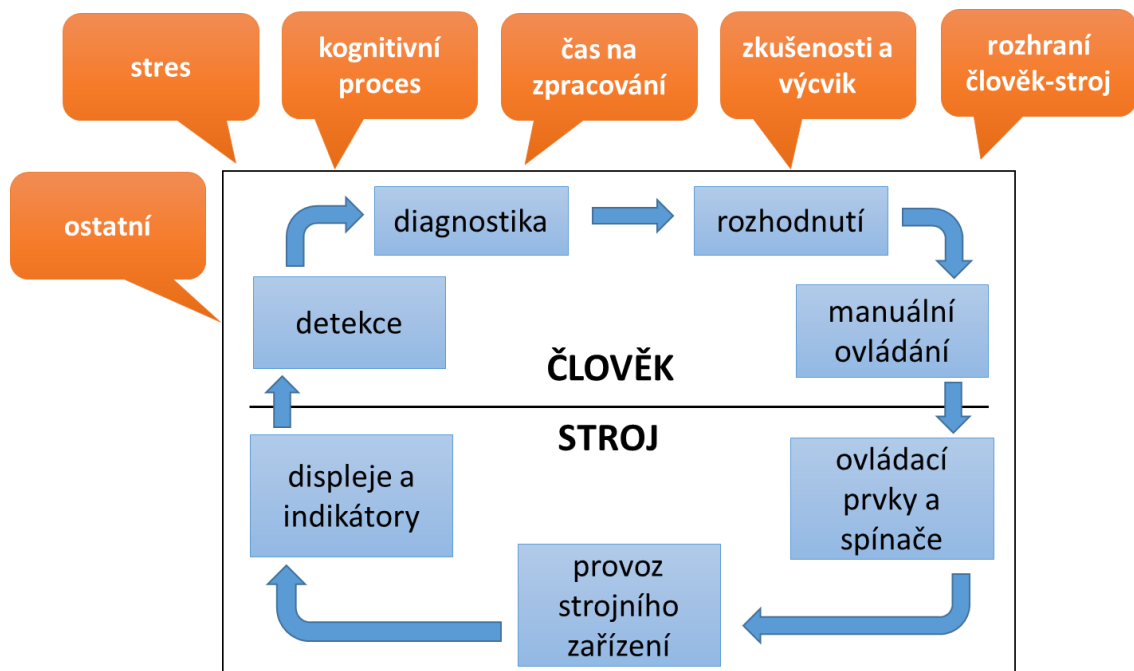 stres
kognitivní
proces
čas na
zpracování
zkušenosti a
výcvik
rozhraní
člověk-stroj
ostatní
diagnostika
rozhodnutí
detekce
manuální
ovládání
ČLOVĚK
STROJ
displeje a
indikátory
ovládací
prvky a
spínače
provoz
strojního
zařízení